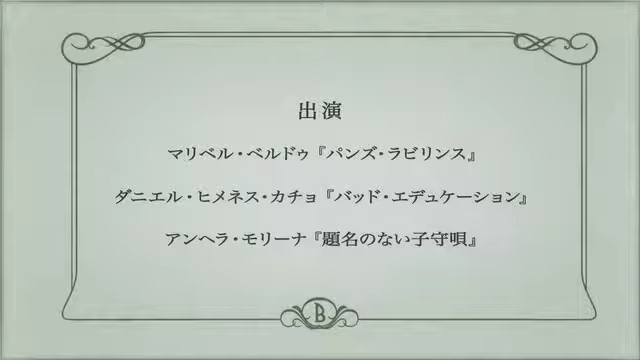 出演
マリベル・ベルドゥ『パンズ・ラビリンス』
ダニエル・ヒメネス・カチョ『バッド・エデュケーション』
アンヘラ・モリーナ『題名のない子守唄』
B